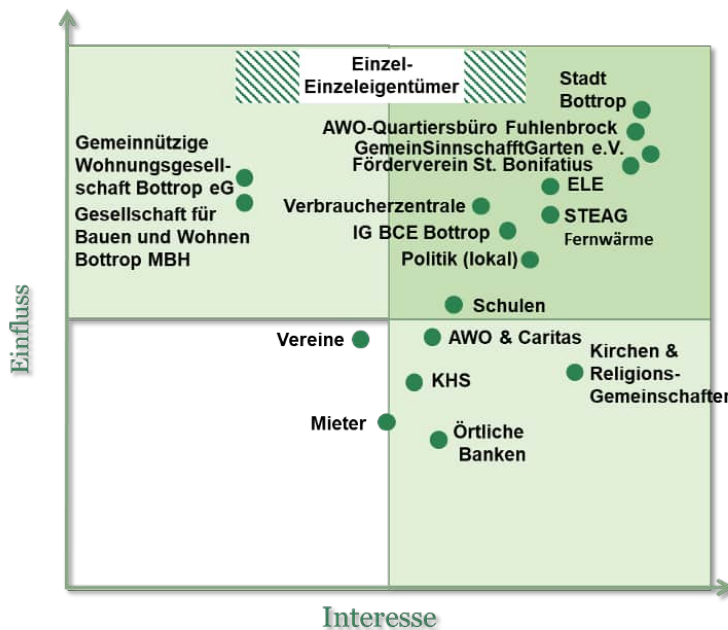 Einzel-
Einzeleigentümer
Stadt
Bottrop
AWO-Quartiersbüro Fuhlenbrock
GemeinSinnschafftGarten e.V.
Förderverein St. Bonifatius
Gemeinnützige
Wohnungsgesell-
schaft Bottrop eG
Gesellschaft für
Bauen und Wohnen
Bottrop MBH
ELE
Verbraucherzentrale
STEAG
Fernwärme
IG BCE Bottrop
Politik (lokal)
Schulen
Vereine
AWO & Caritas
Kirchen &
Religions-
Gemeinschaften
KHS
Mieter
Örtliche
Banken
Einfluss
Interesse